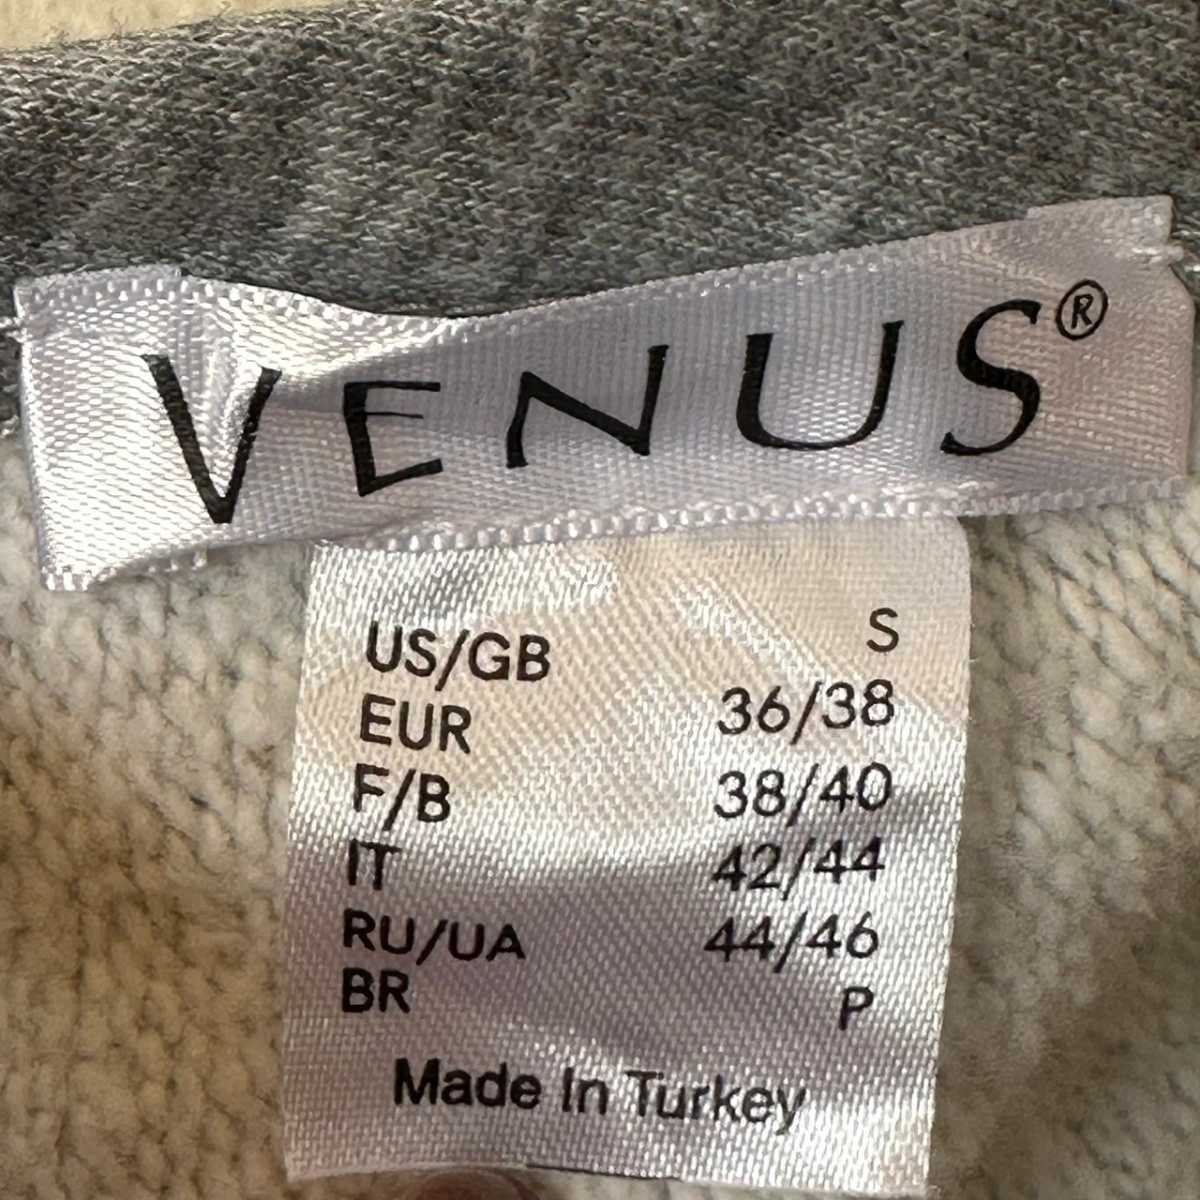 VENUS®
US/GB S
EUR 36/38
F/B 38/40
IT 42/44
RU/UA 44/46
BR P
Made In Turkey